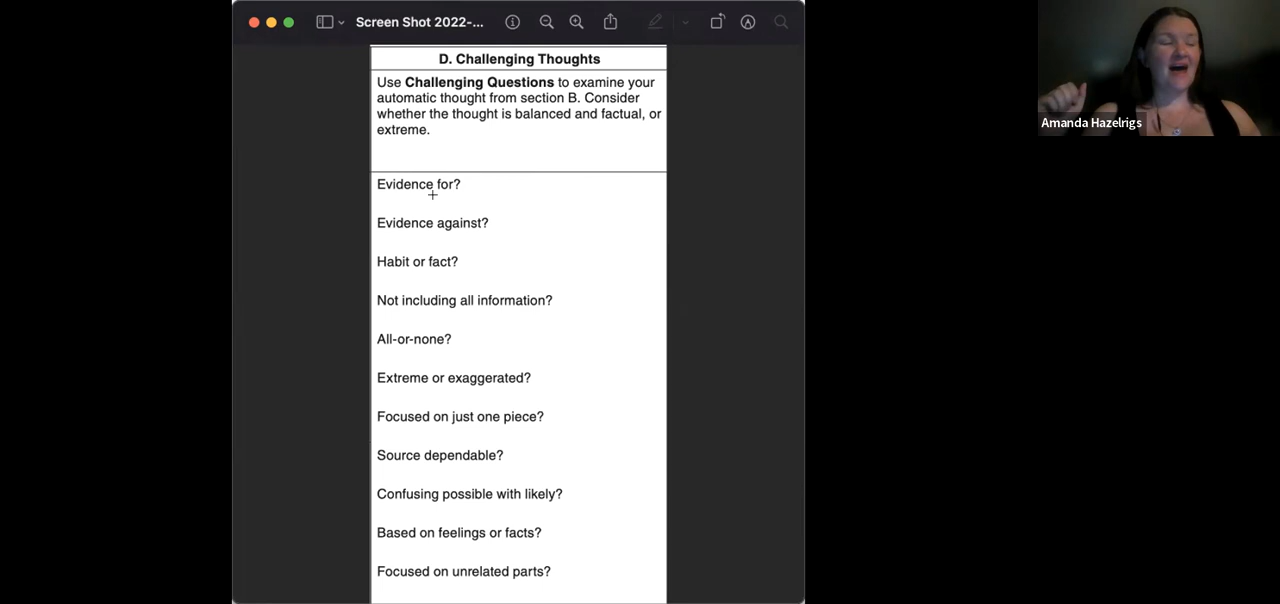 Screen Shot 2022-...
D. Challenging Thoughts
Use Challenging Questions to examine your
automatic thought from section B. Consider
whether the thought is balanced and factual, or
extreme.
Evidence for?
Evidence against?
Habit or fact?
Not including all information?
All-or-none?
Extreme or exaggerated?
Focused on just one piece?
Source dependable?
Confusing possible with likely?
Based on feelings or facts?
Focused on unrelated parts?
Amanda Hazelrigs